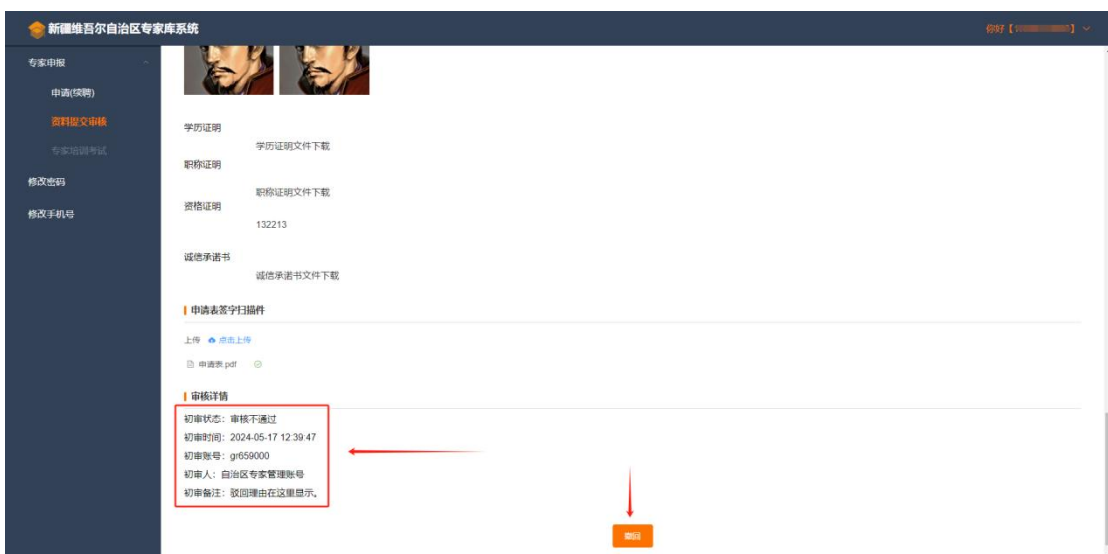 新疆维吾尔自治区专家库系统
你好【
专家申报
申请(续聘)
资料提交审核
专家培训考试
修改密码
修改手机号
学历证明
学历证明文件下载
职称证明
职称证明文件下载
资格证明
132213
诚信承诺书
诚信承诺书文件下载
申请表签字扫描件
上传 点击上传
申请表.pdf
审核详情
初审状态：审核不通过
初审时间：2024-05-17 12:39:47
初审账号：gr659000
初审人：自治区专家管理账号
初审备注：驳回理由在这里显示。
撤回